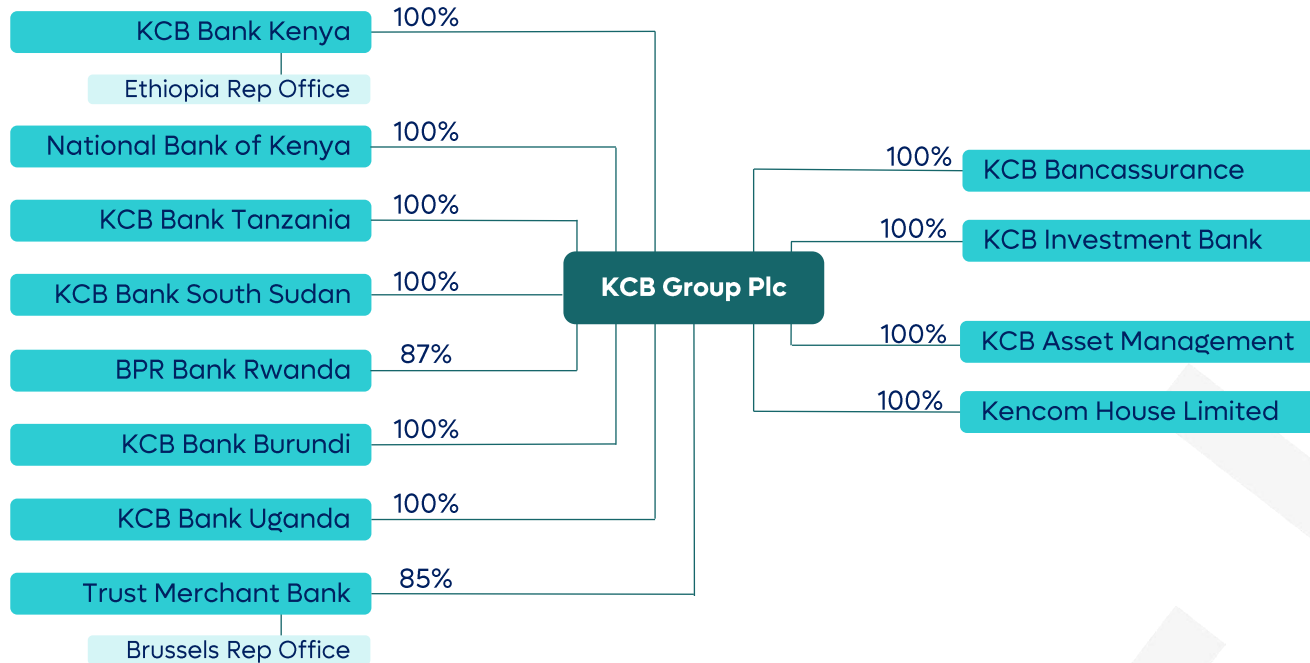 KCB Bank Kenya
100%
Ethiopia Rep Office
National Bank of Kenya
100%
KCB Bank Tanzania
100%
KCB Bank South Sudan
100%
BPR Bank Rwanda
87%
KCB Bank Burundi
100%
KCB Bank Uganda
100%
Trust Merchant Bank
85%
Brussels Rep Office
KCB Group Plc
100%
KCB Bancassurance
100%
KCB Investment Bank
100%
KCB Asset Management
100%
Kencom House Limited